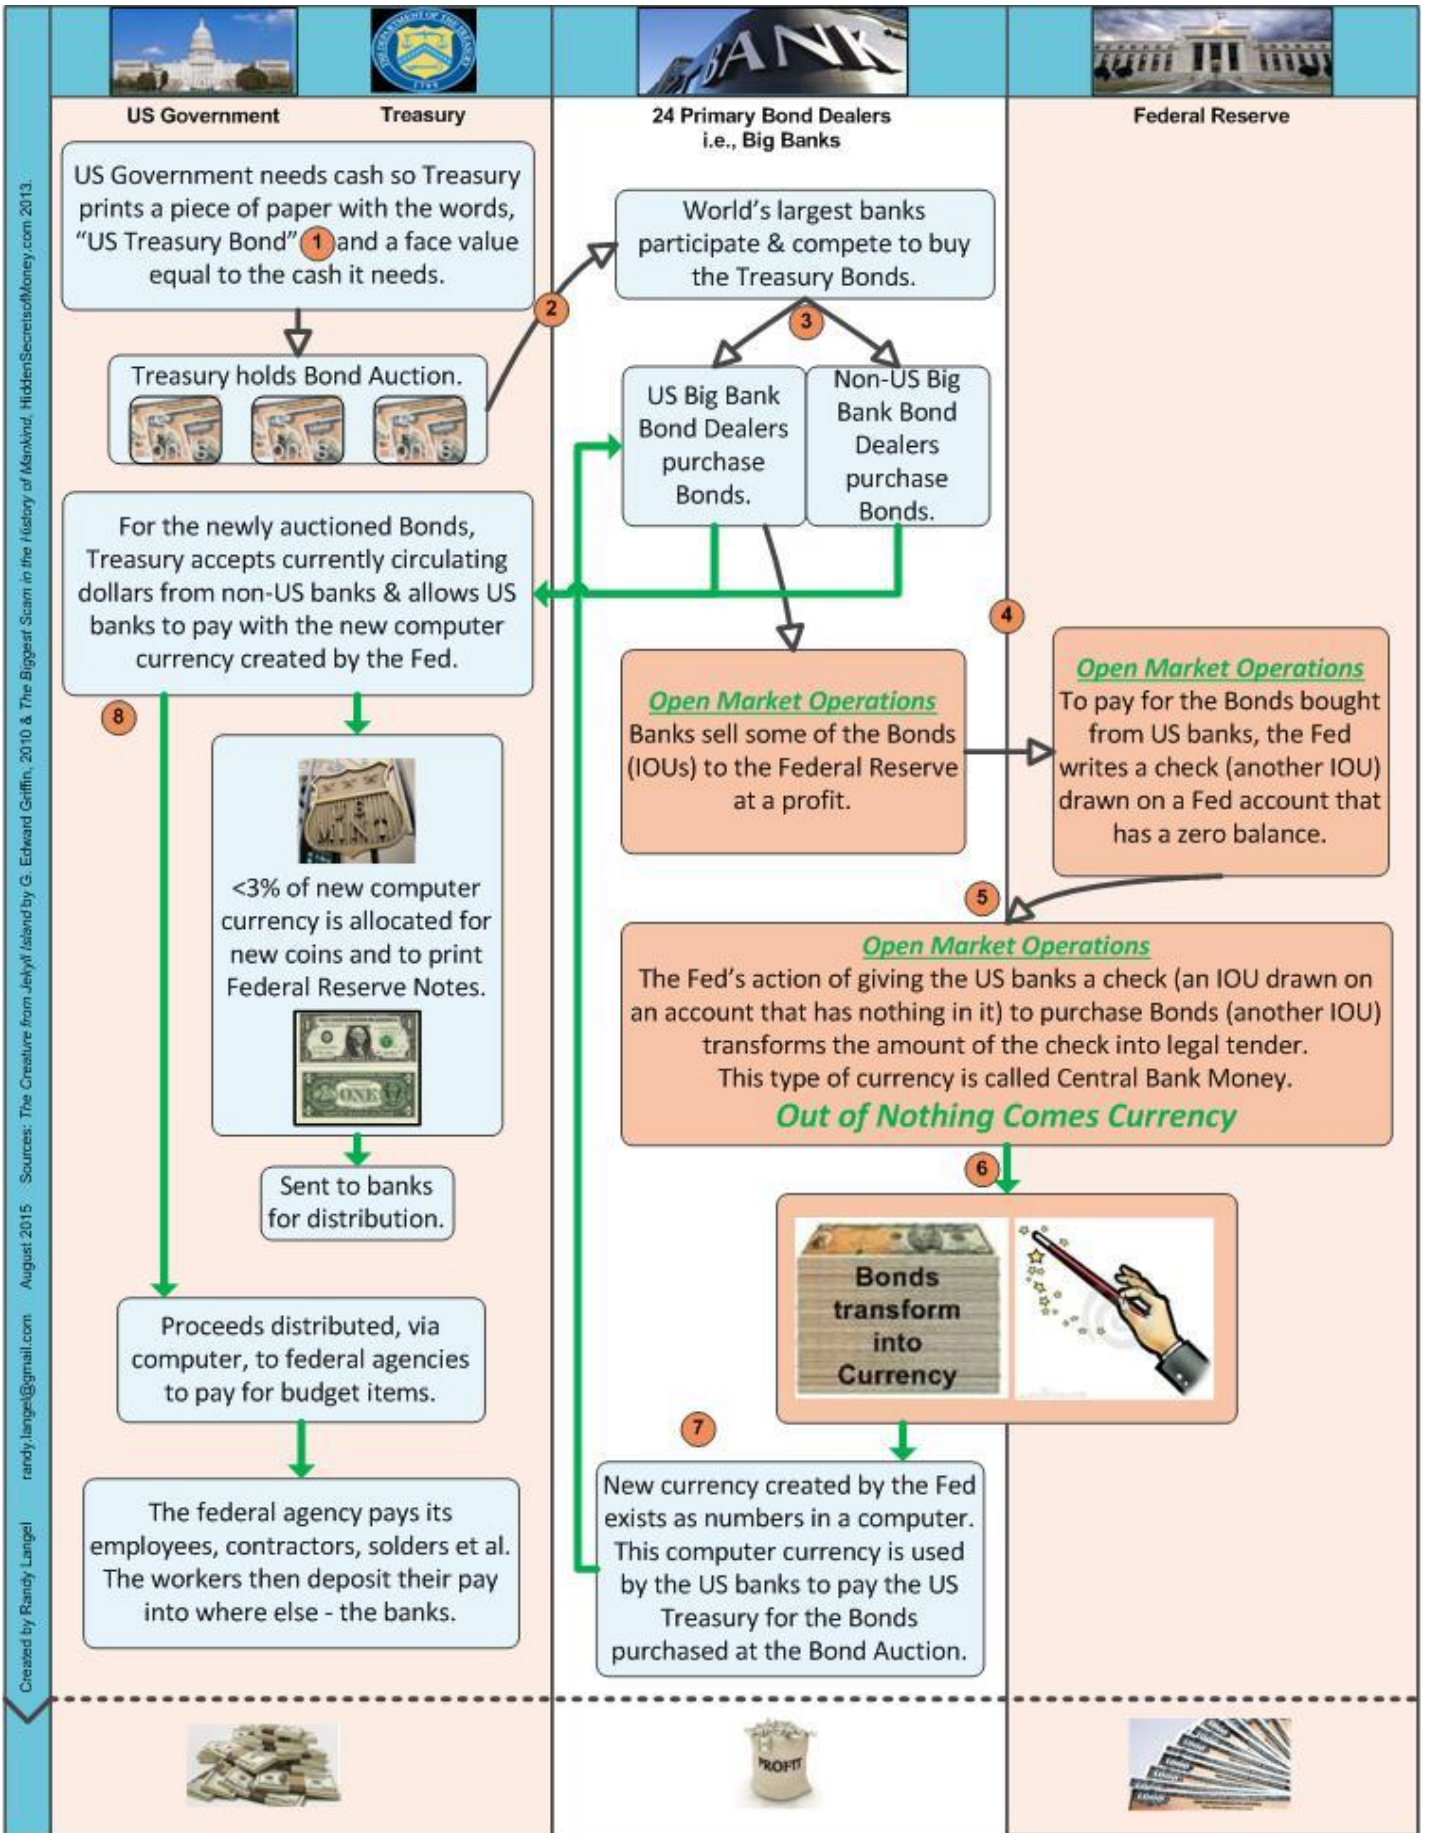 BANK
THE DEPARTMENT OF THE TREASURY
1789
US Government
Treasury
24 Primary Bond Dealers
i.e., Big Banks
Federal Reserve
US Government needs cash so Treasury
prints a piece of paper with the words,
“US Treasury Bond” 1 and a face value
equal to the cash it needs.
2
World’s largest banks
participate & compete to buy
the Treasury Bonds.
3
Treasury holds Bond Auction.
US Big Bank
Bond Dealers
purchase
Bonds.
Non-US Big
Bank Bond
Dealers
purchase
Bonds.
For the newly auctioned Bonds,
Treasury accepts currently circulating
dollars from non-US banks & allows US
banks to pay with the new computer
currency created by the Fed.
4
Open Market Operations
Banks sell some of the Bonds
(IOUs) to the Federal Reserve
at a profit.
Open Market Operations
To pay for the Bonds bought
from US banks, the Fed
writes a check (another IOU)
drawn on a Fed account that
has a zero balance.
8
MINT
<3% of new computer
currency is allocated for
new coins and to print
Federal Reserve Notes.
ONE
Sent to banks
for distribution.
5
Open Market Operations
The Fed’s action of giving the US banks a check (an IOU drawn on
an account that has nothing in it) to purchase Bonds (another IOU)
transforms the amount of the check into legal tender.
This type of currency is called Central Bank Money.
Out of Nothing Comes Currency
6
Bonds
transform
into
Currency
Proceeds distributed, via
computer, to federal agencies
to pay for budget items.
7
New currency created by the Fed
exists as numbers in a computer.
This computer currency is used
by the US banks to pay the US
Treasury for the Bonds
purchased at the Bond Auction.
The federal agency pays its
employees, contractors, solders et al.
The workers then deposit their pay
into where else - the banks.
PROFIT
Created by Randy Langel randy.langel@gmail.com August 2015 Sources: The Creature from Jekyll Island by G. Edward Griffin, 2010 & The Biggest Scam in the History of Mankind, HiddenSecretsofMoney.com 2013.